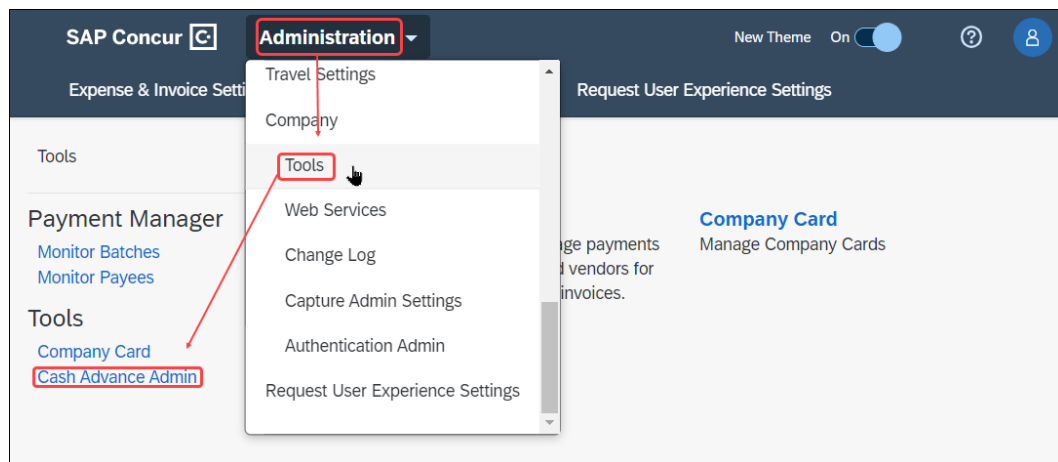 SAP Concur C Administration New Theme On
Expense & Invoice Setti Request User Experience Settings
Travel Settings
Company
Tools
Web Services
Change Log
Capture Admin Settings
Authentication Admin
Request User Experience Settings
Tools
Payment Manager
Monitor Batches
Monitor Payees
Tools
Company Card
Cash Advance Admin
age payments
d vendors for
invoices.
Company Card
Manage Company Cards